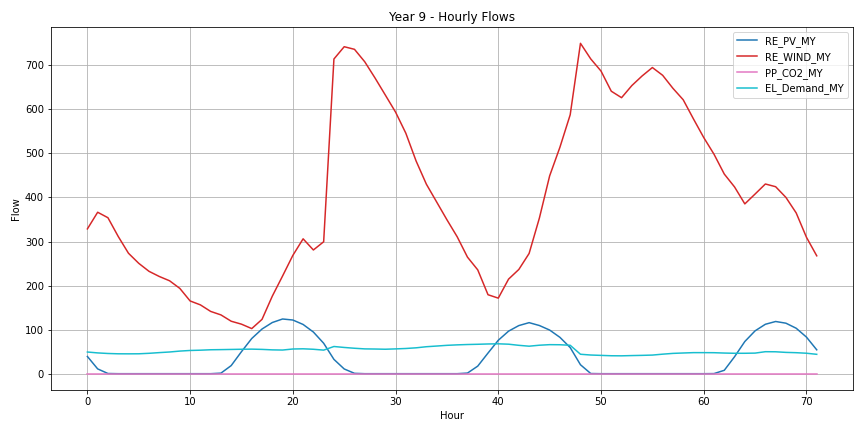 Year 9 - Hourly Flows
RE_PV_MY
RE_WIND_MY
PP_CO2_MY
EL_Demand_MY
Flow
700
600
500
400
300
200
100
0
0 10 20 30 40 50 60 70
Hour